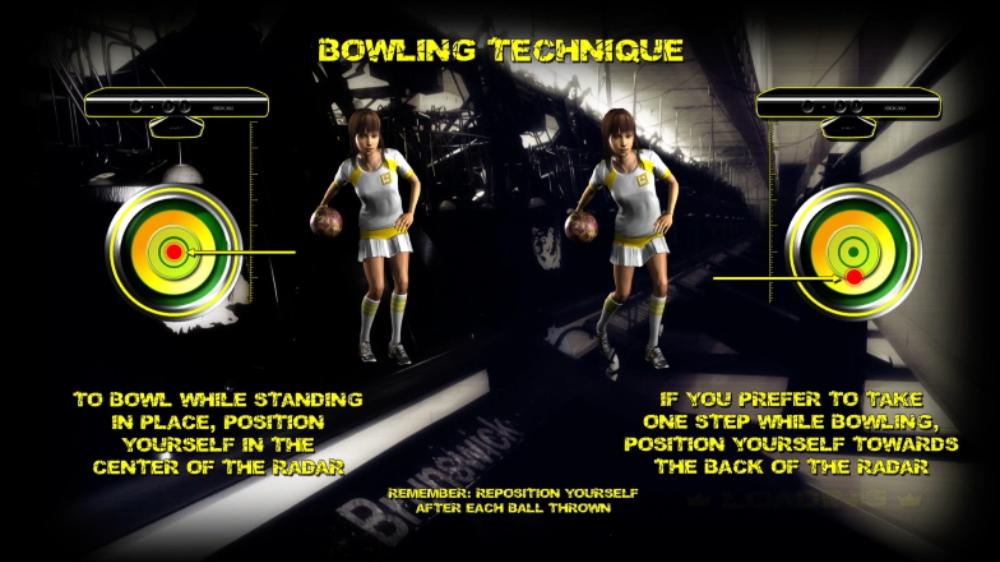 BOWLING TECHNIQUE
XBOX 360
XBOX 360
TO BOWL WHILE STANDING
IN PLACE, POSITION
YOURSELF IN THE
CENTER OF THE RADAR
IF YOU PREFER TO TAKE
ONE STEP WHILE BOWLING,
POSITION YOURSELF TOWARDS
THE BACK OF THE RADAR
Brunswick
REMEMBER: REPOSITION YOURSELF
AFTER EACH BALL THROWN
LOADING